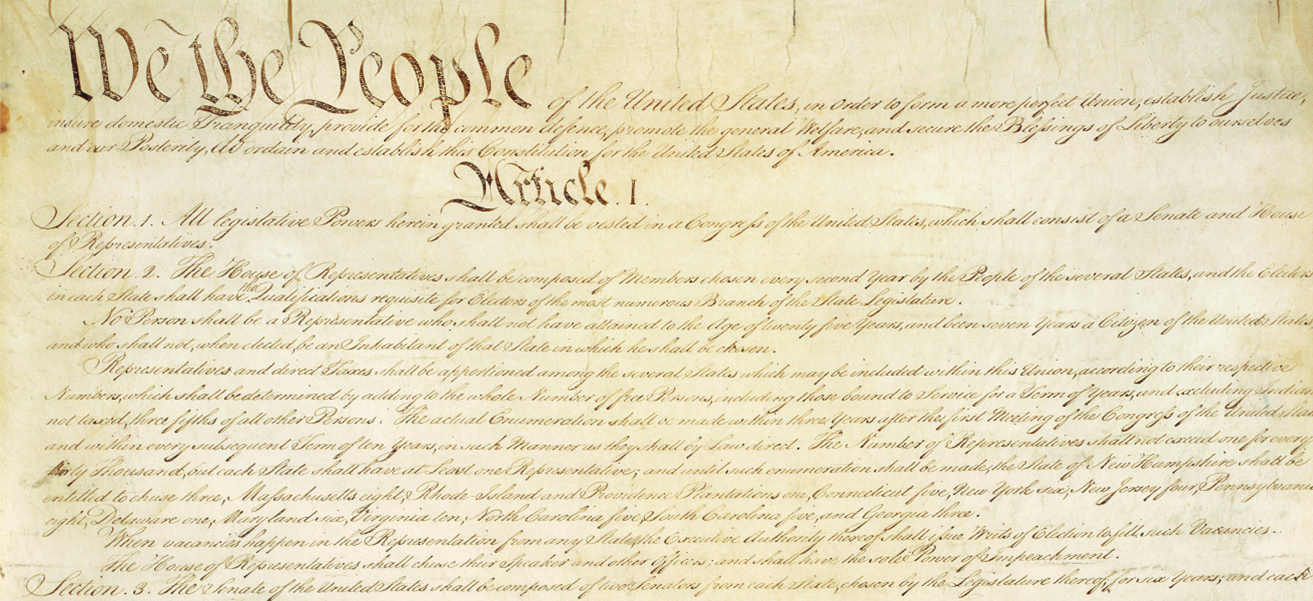 We the People of the United States, in Order to form a more perfect Union, establish Justice,
insure domestic Tranquility, provide for the common defence, promote the general Welfare, and secure the Blessings of Liberty to ourselves
and our Posterity, do ordain and establish this Constitution for the United States of America.
Article. I.
Section. 1. All legislative Powers herein granted shall be vested in a Congress of the United States, which shall consist of a Senate and House
of Representatives.
Section. 2. The House of Representatives shall be composed of Members chosen every second Year by the People of the several States, and the Electors
in each State shall have the Qualifications requisite for Electors of the most numerous Branch of the State Legislature.
No Person shall be a Representative who shall not have attained to the Age of twenty five Years, and been seven Years a Citizen of the United States,
and who shall not, when elected, be an Inhabitant of that State in which he shall be chosen.
Representatives and direct Taxes shall be apportioned among the several States which may be included within this Union, according to their respective
Numbers, which shall be determined by adding to the whole Number of free Persons, including those bound to Service for a Term of Years, and excluding Indians
not taxed, three fifths of all other Persons. The actual Enumeration shall be made within three Years after the first Meeting of the Congress of the United States,
and within every subsequent Term of ten Years, in such Manner as they shall by Law direct. The Number of Representatives shall not exceed one for every
thirty Thousand, but each State shall have at Least one Representative; and until such enumeration shall be made, the State of New Hampshire shall be
entitled to chuse three, Massachusetts eight, Rhode-Island and Providence Plantations one, Connecticut five, New York six, New Jersey four, Pennsylvania
eight, Delaware one, Maryland six, Virginia ten, North Carolina five, South Carolina five, and Georgia three.
When vacancies happen in the Representation from any State, the Executive Authority thereof shall issue Writs of Election to fill such Vacancies.
The House of Representatives shall chuse their Speaker and other Officers; and shall have the sole Power of Impeachment.
Section. 3. The Senate of the United States shall be composed of two Senators from each State, chosen by the Legislature thereof, for six Years; and each